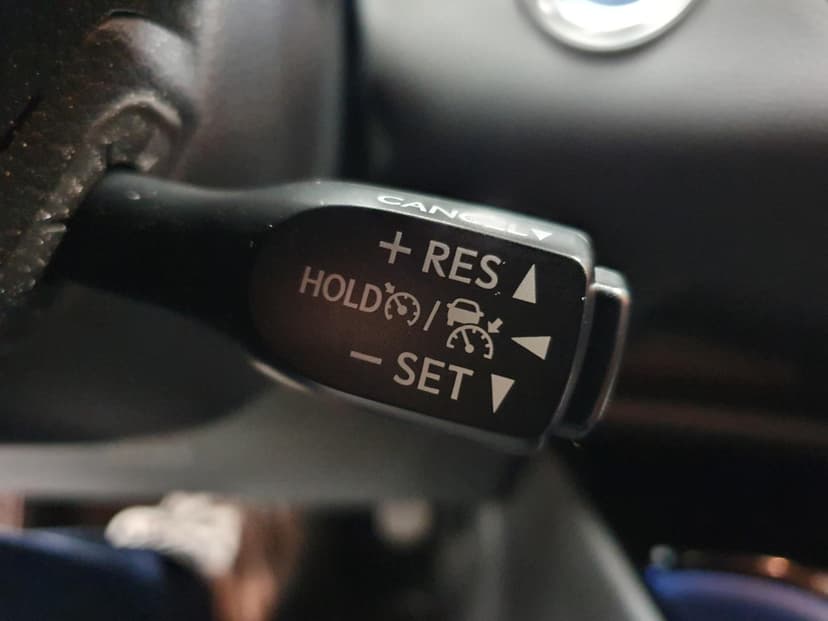 CANCEL
+ RES
HOLD /
- SET